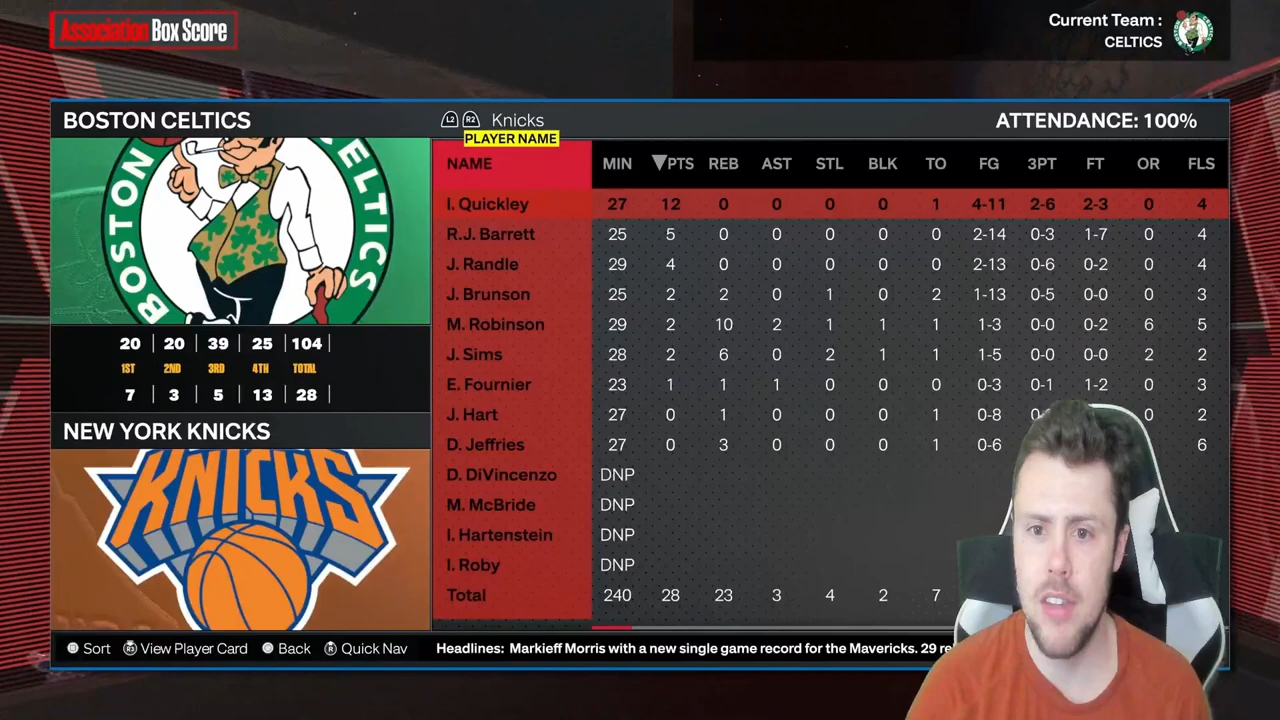 Association Box Score
Current Team :
CELTICS
BOSTON CELTICS
L2 R2 Knicks
ATTENDANCE: 100%
PLAYER NAME
NAME MIN PTS REB AST STL BLK TO FG 3PT FT OR FLS
I. Quickley 27 12 0 0 0 0 1 4-11 2-6 2-3 0 4
R.J. Barrett 25 5 0 0 0 0 0 2-14 0-3 1-7 0 4
J. Randle 29 4 0 0 0 0 0 2-13 0-6 0-2 0 4
J. Brunson 25 2 2 0 1 0 2 1-13 0-5 0-0 0 3
M. Robinson 29 2 10 2 1 1 1 1-3 0-0 0-2 6 5
J. Sims 28 2 6 0 2 1 1 1-5 0-0 0-0 2 2
E. Fournier 23 1 1 1 0 0 0 0-3 0-1 1-2 0 3
J. Hart 27 0 1 0 0 0 1 0-8 0 2
D. Jeffries 27 0 3 0 0 0 1 0-6 6
D. DiVincenzo DNP
M. McBride DNP
I. Hartenstein DNP
I. Roby DNP
Total 240 28 23 3 4 2 7
BOSTON CELTICS
20 20 39 25 104
1ST 2ND 3RD 4TH TOTAL
7 3 5 13 28
NEW YORK KNICKS
KNICKS
Sort R3 View Player Card Back R Quick Nav
Headlines: Markieff Morris with a new single game record for the Mavericks. 29 re